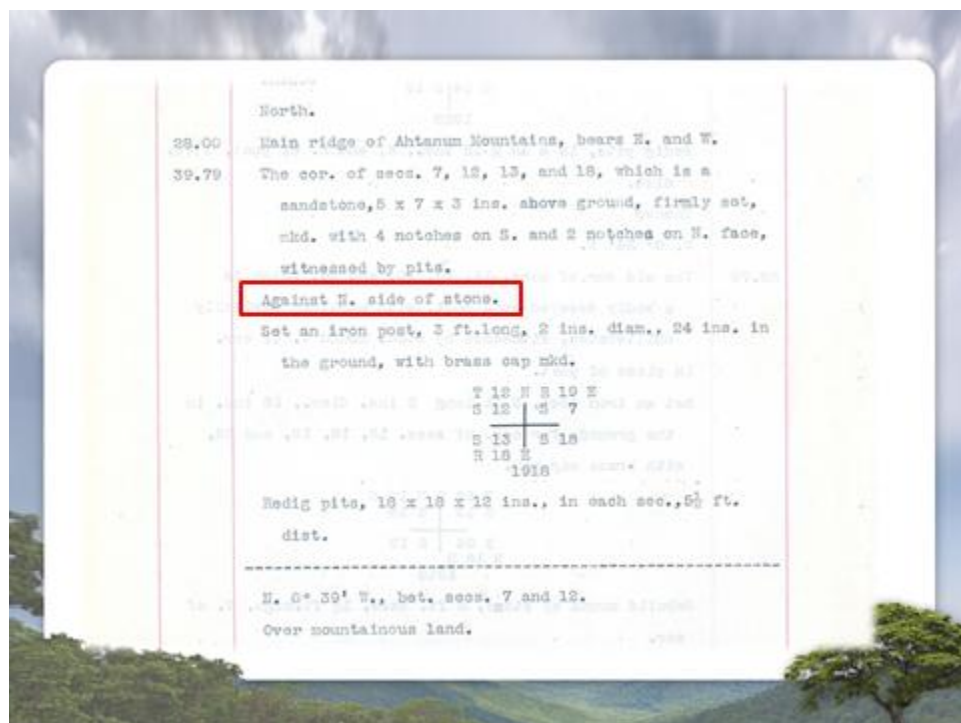 North.
28.00 Main ridge of Ahtanum Mountains, bears E. and W.
39.79 The cor. of secs. 7, 12, 13, and 18, which is a
sandstone,5 x 7 x 3 ins. above ground, firmly set,
mkd. with 4 notches on S. and 2 notches on N. face,
witnessed by pits.
Against N. side of stone.
Set an iron post, 3 ft.long, 2 ins. diam., 24 ins. in
the ground, with brass cap mkd.
T 12 N R 19 E
S 12 S 7
S 13 S 18
R 18 E
1918
Redig pits, 18 x 18 x 12 ins., in each sec.,5½ ft.
dist.
N. 0° 39' W., bet. secs. 7 and 12.
Over mountainous land.